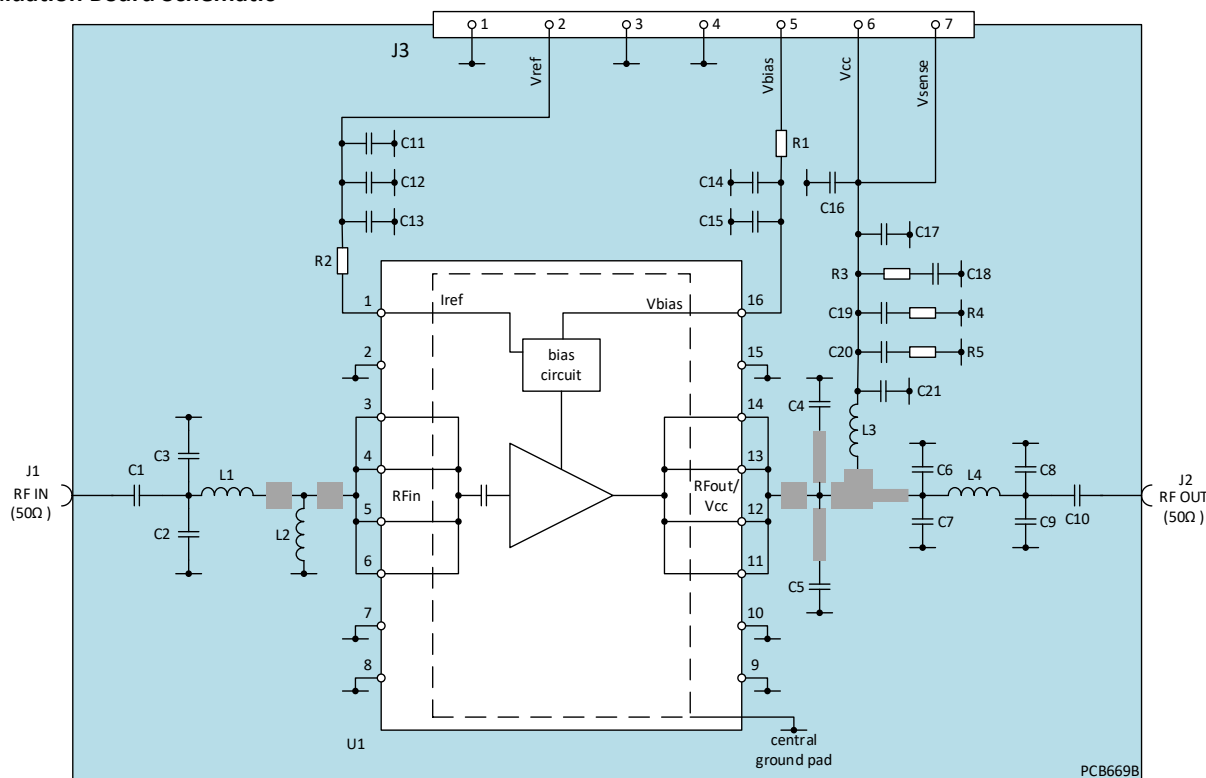 1 2 3 4 5 6 7
J3
Vref
Vbias
Vcc
Vsense
C11
R1
C12
C14
C16
C13
C15
C17
R2
R3
C18
1
Iref
Vbias
16
C19
R4
2
bias
circuit
15
C20
R5
3
14
C4
C21
L3
J1
RF IN
(50Ω )
C1
C3
L1
4
RFin
13
RFout/
Vcc
C6
L4
C8
J2
RF OUT
(50Ω )
C2
L2
5
12
C7
C9
C10
6
11
C5
7
10
8
9
U1
central
ground pad
PCB669B